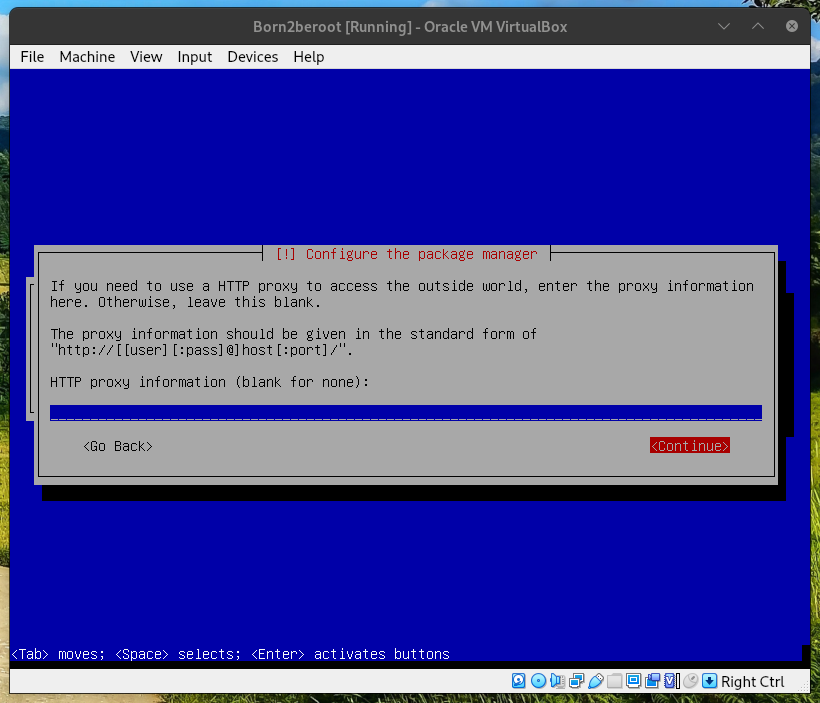 Born2beroot [Running] - Oracle VM VirtualBox
File Machine View Input Devices Help
[!] Configure the package manager
If you need to use a HTTP proxy to access the outside world, enter the proxy information
here. Otherwise, leave this blank.
The proxy information should be given in the standard form of
"http://[[user][:pass]@]host[:port]/".
HTTP proxy information (blank for none):
<Go Back> <Continue>
<Tab> moves; <Space> selects; <Enter> activates buttons
Right Ctrl